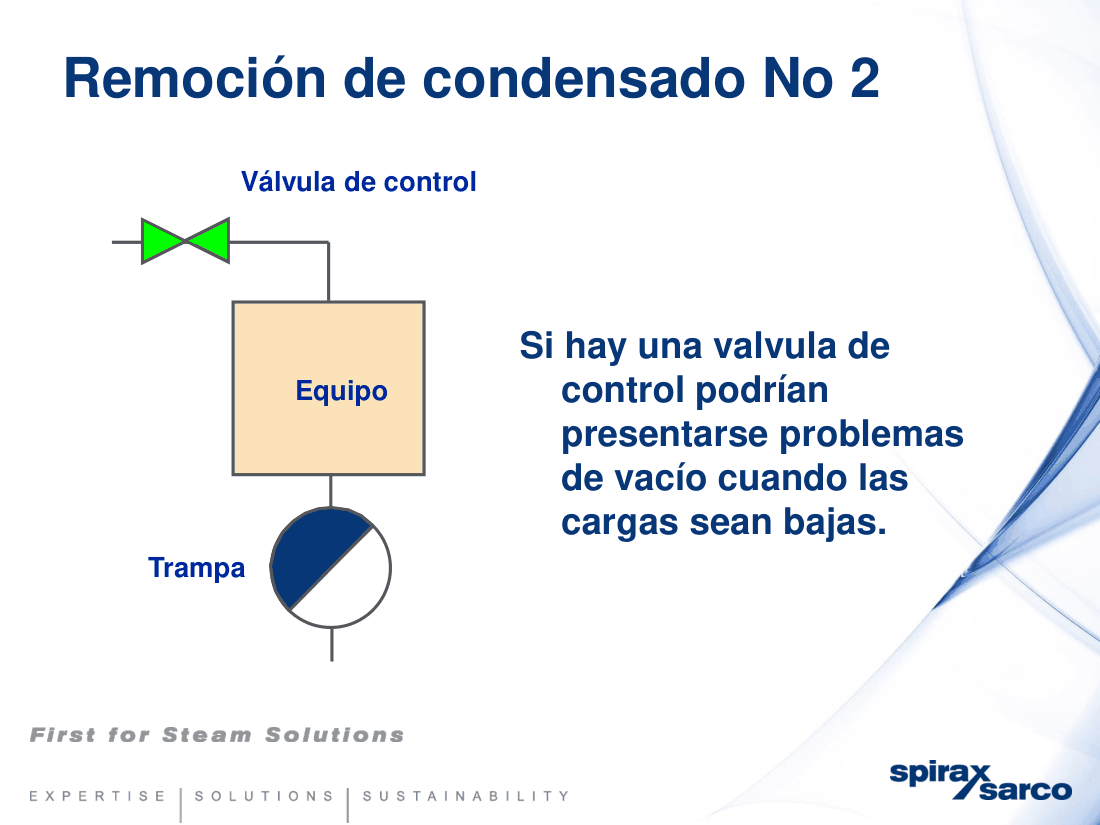 Remoción de condensado No 2
Válvula de control
Equipo
Si hay una valvula de
control podrían
presentarse problemas
de vacío cuando las
cargas sean bajas.
Trampa
First for Steam Solutions
EXPERTISE SOLUTIONS SUSTAINABILITY
spirax
sarco